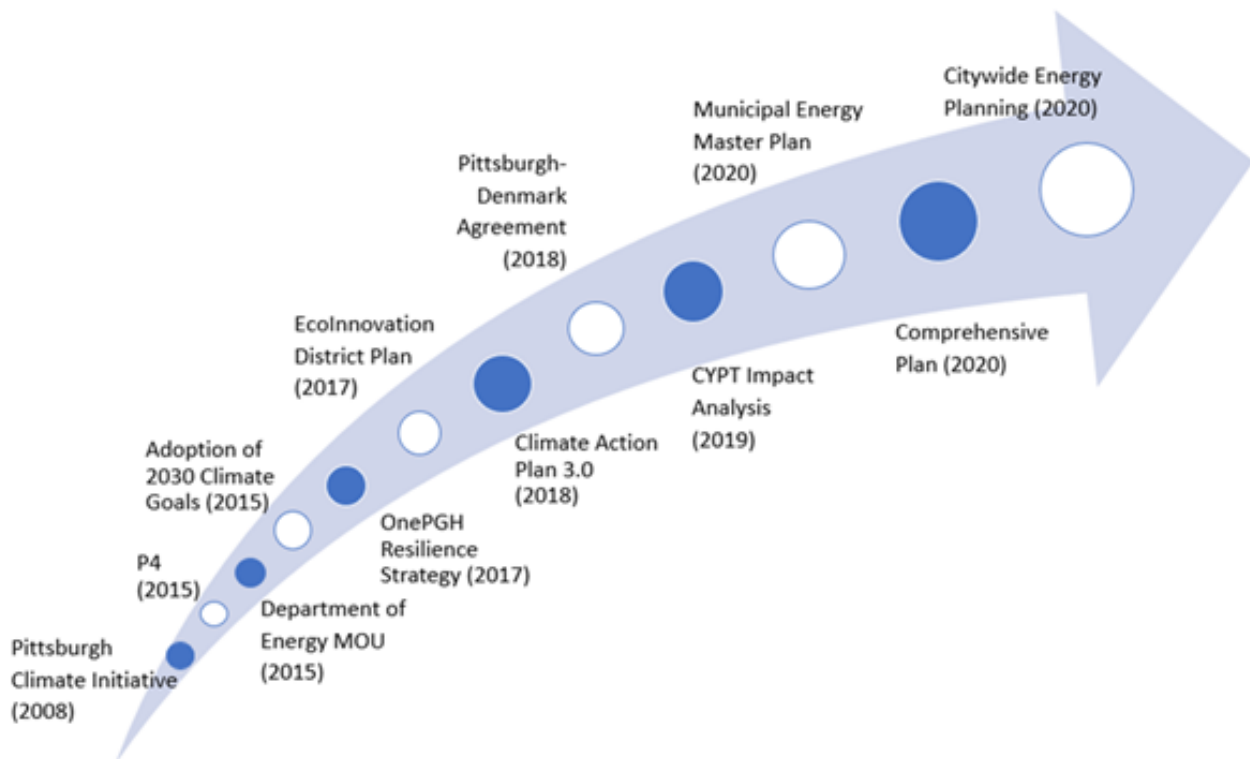 Pittsburgh
Climate Initiative
(2008)
P4
(2015)
Department of
Energy MOU
(2015)
Adoption of
2030 Climate
Goals (2015)
OnePGH
Resilience
Strategy (2017)
EcoInnovation
District Plan
(2017)
Climate Action
Plan 3.0
(2018)
Pittsburgh-
Denmark
Agreement
(2018)
CYPT Impact
Analysis
(2019)
Municipal Energy
Master Plan
(2020)
Comprehensive
Plan (2020)
Citywide Energy
Planning (2020)